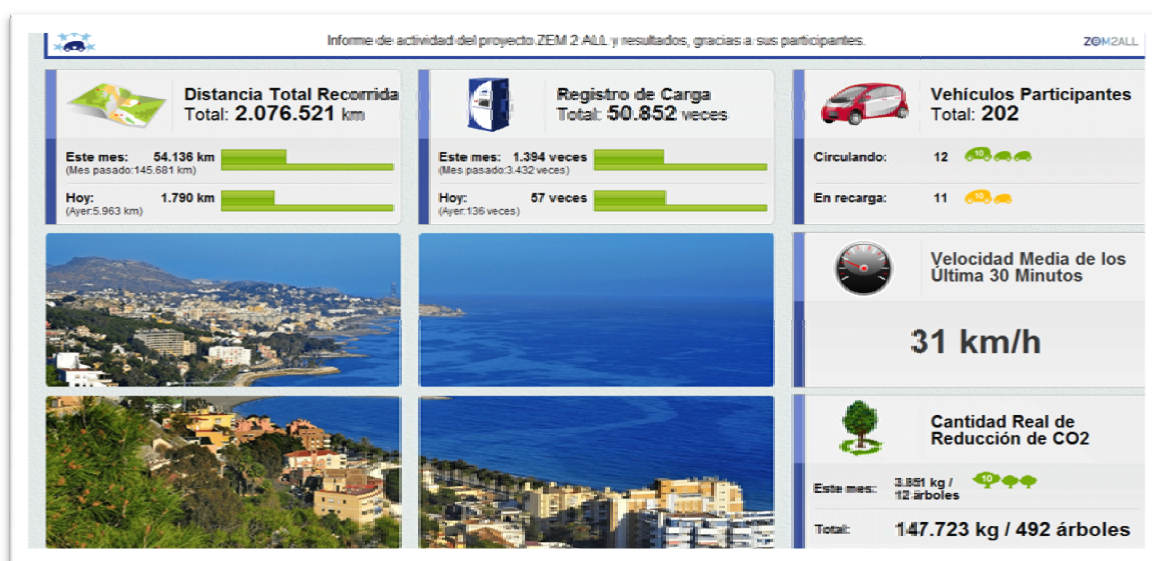 Informe de actividad del proyecto ZEM 2 ALL y resultados, gracias a sus participantes.
ZEM2ALL
Distancia Total Recorrida
Total: 2.076.521 km
Este mes: 54.136 km
(Mes pasado:145.681 km)
Hoy: 1.790 km
(Ayer:5.963 km)
Registro de Carga
Total: 50.852 veces
Este mes: 1.394 veces
(Mes pasado:3.432 veces)
Hoy: 57 veces
(Ayer:136 veces)
Vehículos Participantes
Total: 202
Circulando: 12 10
En recarga: 11 10
Velocidad Media de los
Última 30 Minutos
31 km/h
Cantidad Real de
Reducción de CO2
Este mes: 3.851 kg /
12 árboles 10
Total: 147.723 kg / 492 árboles